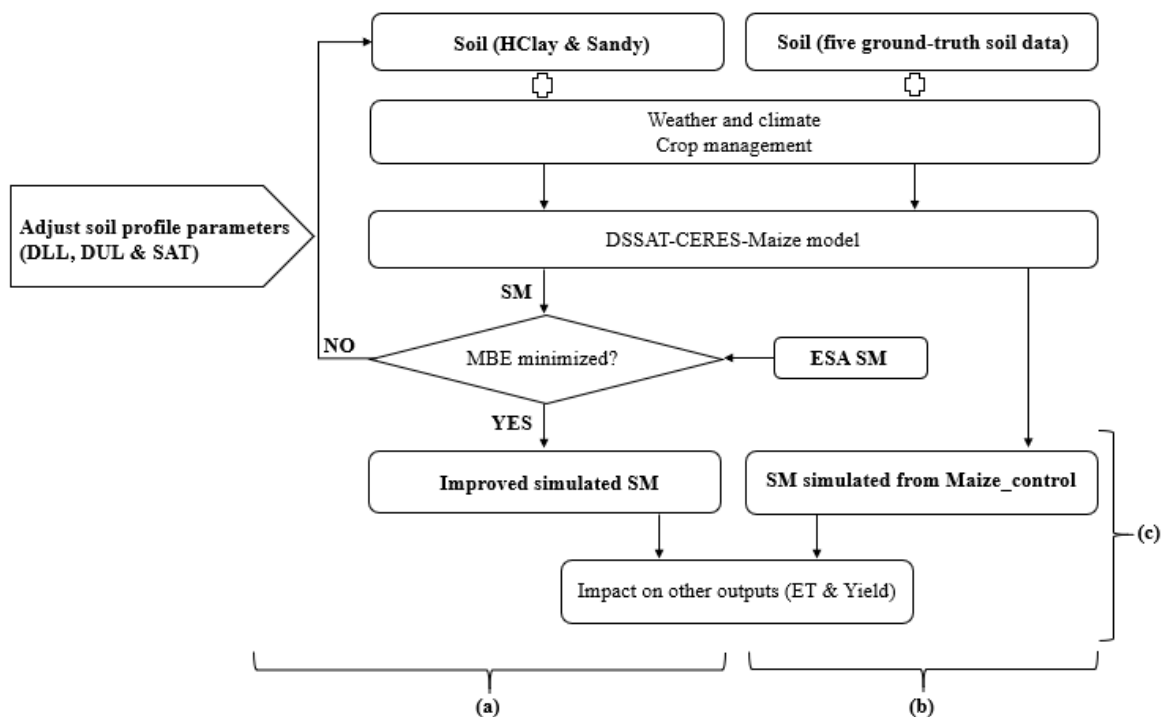 Soil (HClay & Sandy)
Soil (five ground-truth soil data)
Weather and climate
Crop management
Adjust soil profile parameters
(DLL, DUL & SAT)
DSSAT-CERES-Maize model
SM
NO
MBE minimized?
ESA SM
YES
Improved simulated SM
SM simulated from Maize_control
(c)
Impact on other outputs (ET & Yield)
(a)
(b)